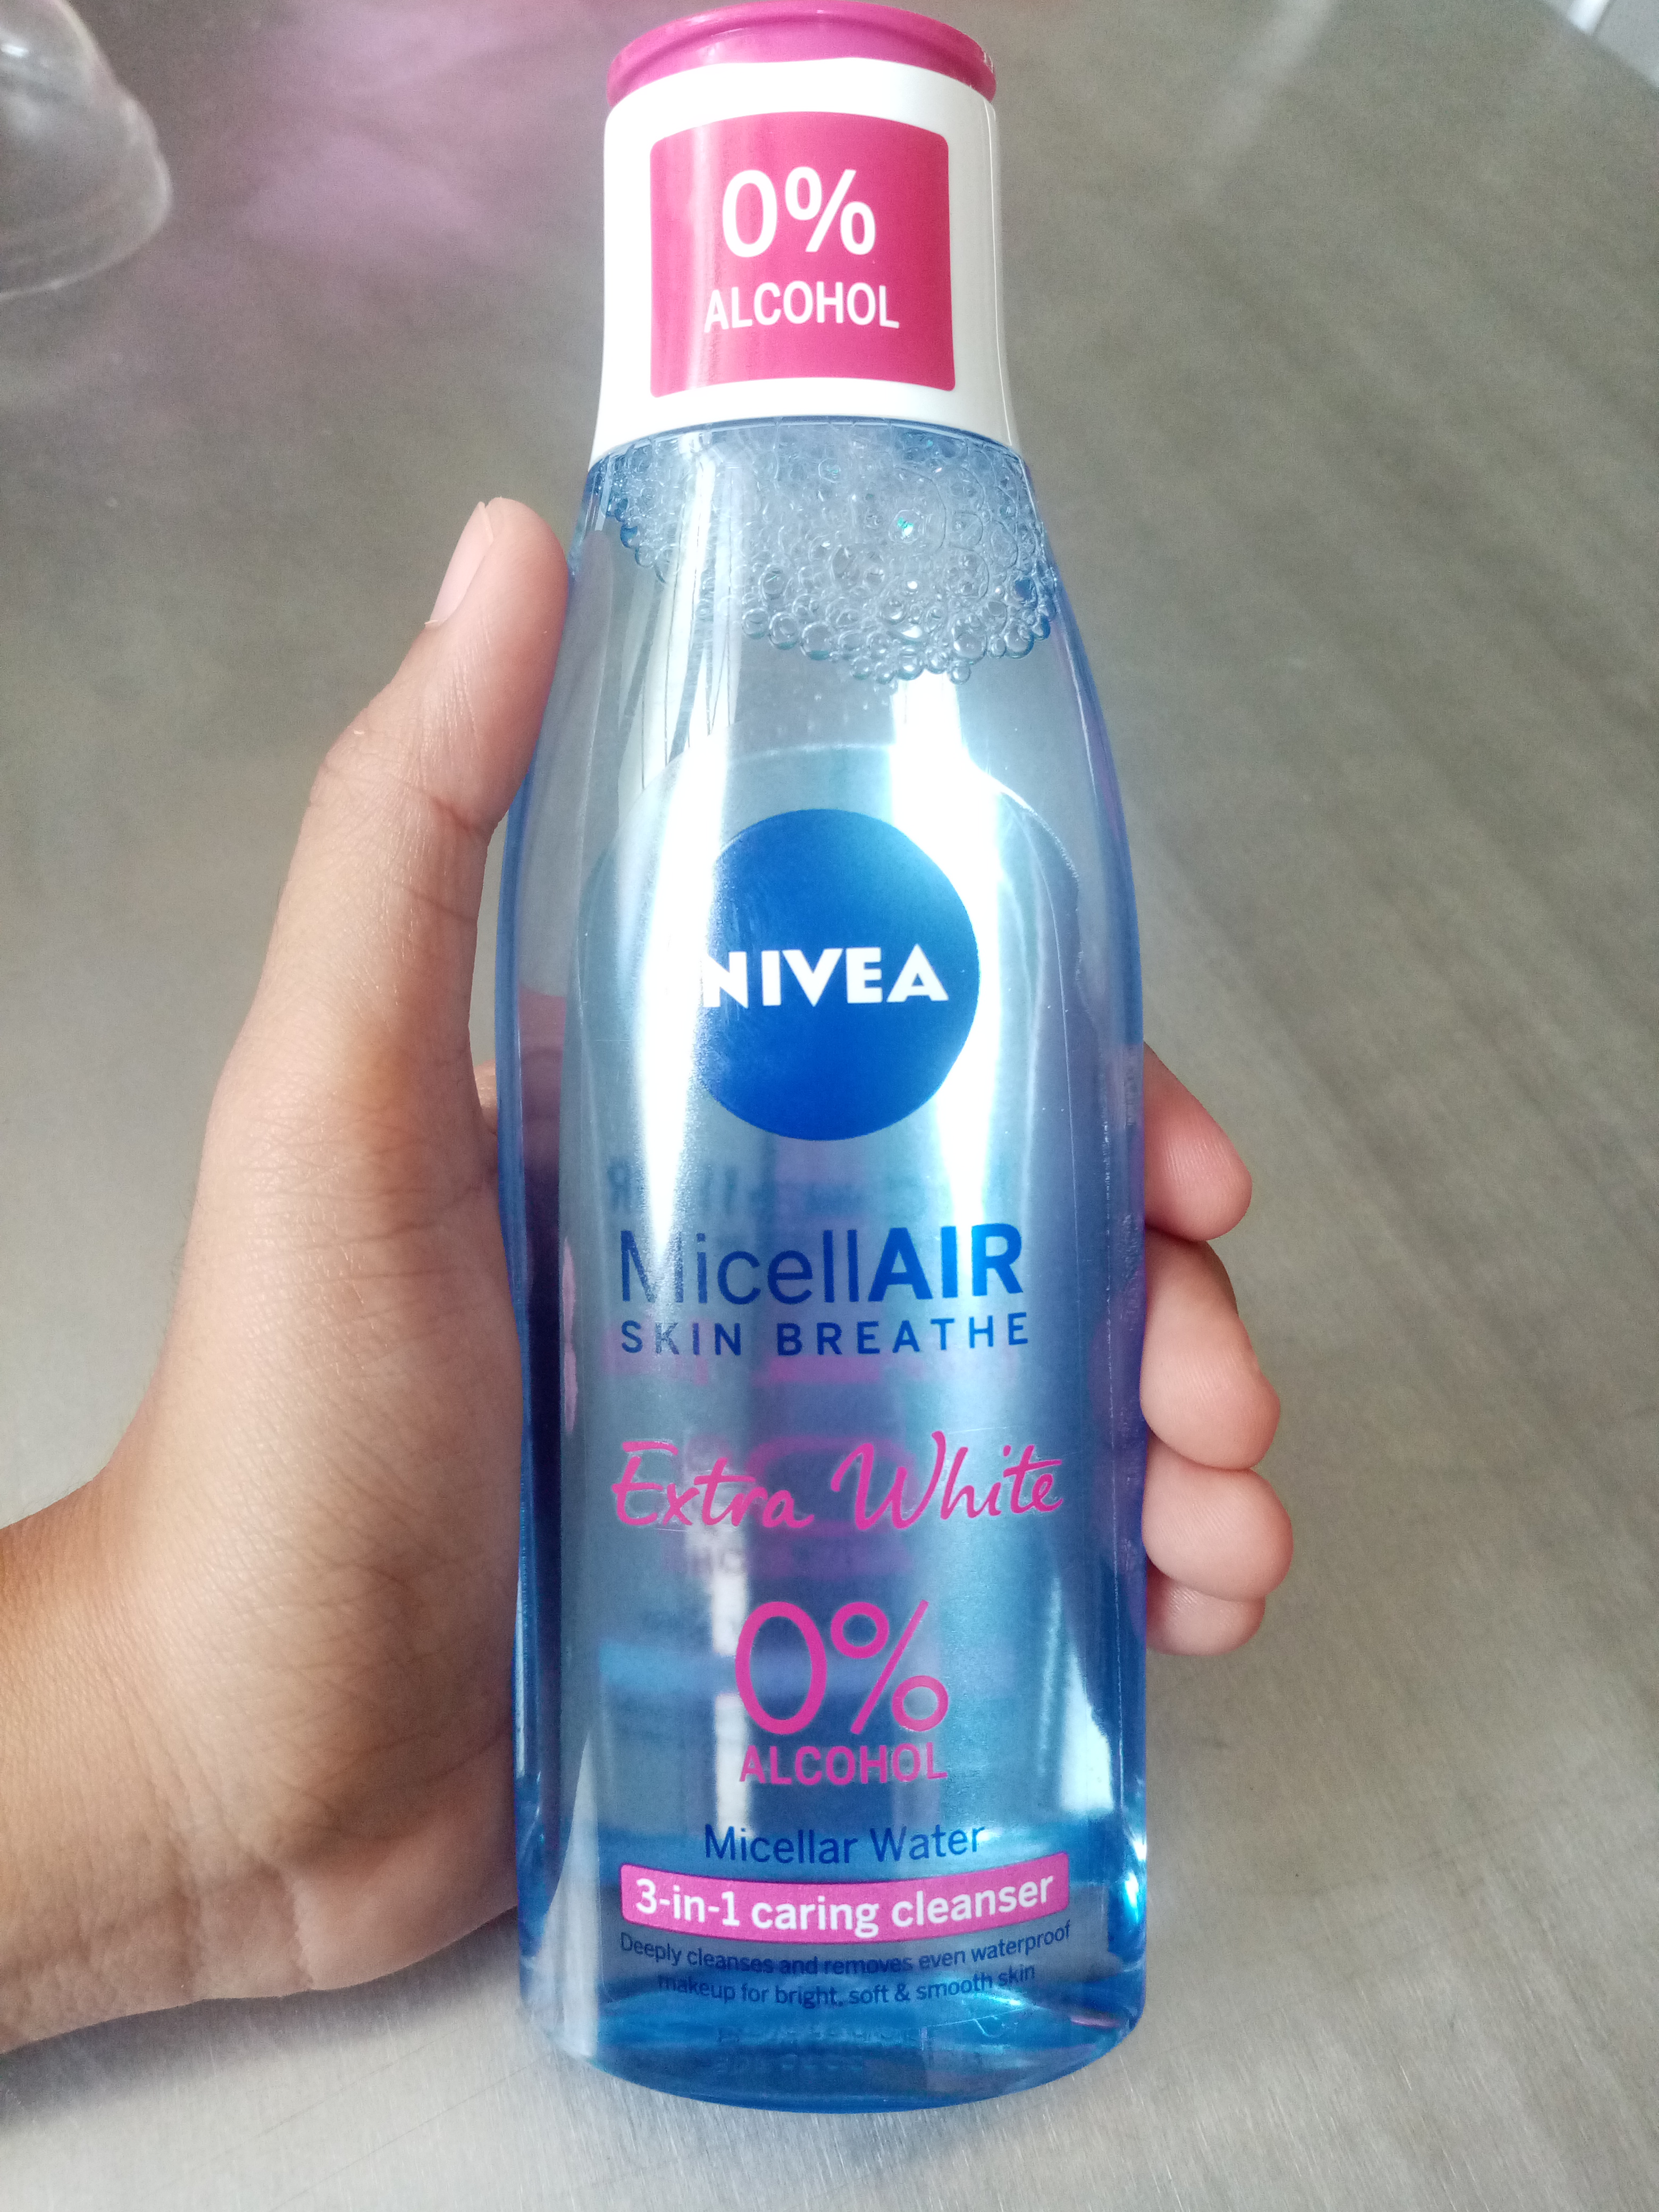 0%
ALCOHOL
NIVEA
MicellAIR
SKIN BREATHE
Extra White
0%
ALCOHOL
Micellar Water
3-in-1 caring cleanser
Deeply cleanses and removes even waterproof
makeup for bright, soft & smooth skin